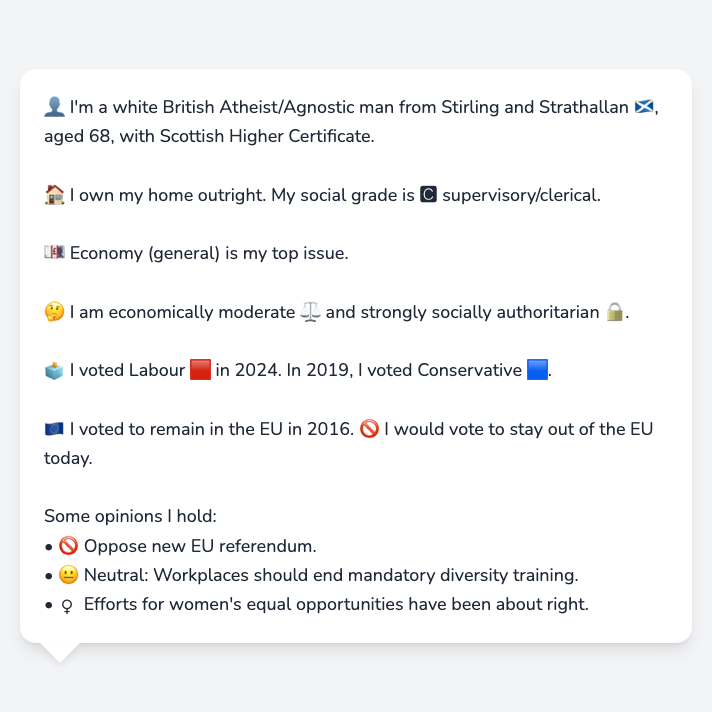 👤 I'm a white British Atheist/Agnostic man from Stirling and Strathallan 🏴󠁧󠁢󠁳󠁣󠁴󠁿,
aged 68, with Scottish Higher Certificate.
🏠 I own my home outright. My social grade is 🅲 supervisory/clerical.
💷 Economy (general) is my top issue.
🤔 I am economically moderate ⚖️ and strongly socially authoritarian 🔒.
🗳️ I voted Labour 🟥 in 2024. In 2019, I voted Conservative 🟦.
🇪🇺 I voted to remain in the EU in 2016. 🚫 I would vote to stay out of the EU
today.
Some opinions I hold:
• 🚫 Oppose new EU referendum.
• 😐 Neutral: Workplaces should end mandatory diversity training.
• ♀ Efforts for women's equal opportunities have been about right.